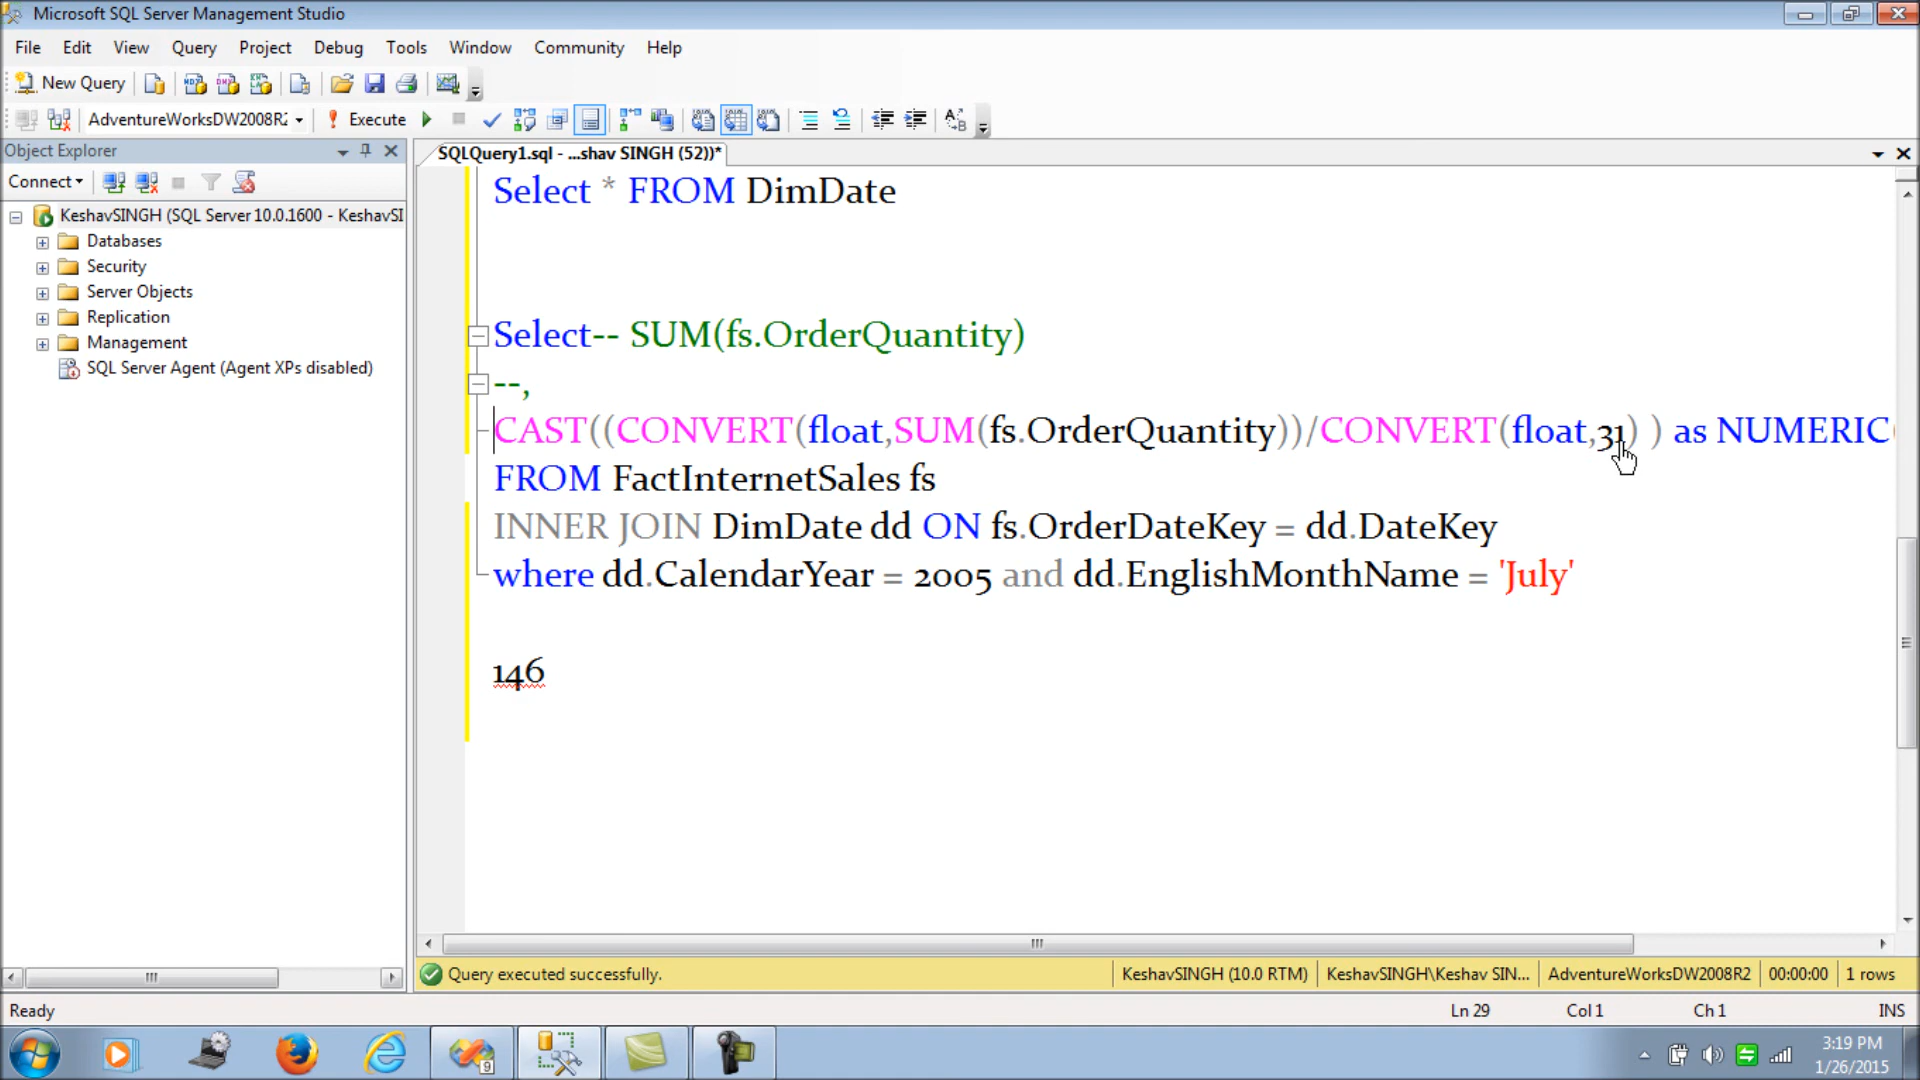 Microsoft SQL Server Management Studio
File Edit View Query Project Debug Tools Window Community Help
New Query
AdventureWorksDW2008R2 Execute
Object Explorer
SQLQuery1.sql - ...shav SINGH (52))*
Connect
KeshavSINGH (SQL Server 10.0.1600 - KeshavSI
Databases
Security
Server Objects
Replication
Management
SQL Server Agent (Agent XPs disabled)
Select * FROM DimDate
Select-- SUM(fs.OrderQuantity)
--,
CAST((CONVERT(float,SUM(fs.OrderQuantity))/CONVERT(float,31) ) as NUMERIC(
FROM FactInternetSales fs
INNER JOIN DimDate dd ON fs.OrderDateKey = dd.DateKey
where dd.CalendarYear = 2005 and dd.EnglishMonthName = 'July'
146
Query executed successfully.
KeshavSINGH (10.0 RTM) KeshavSINGH\Keshav SIN... AdventureWorksDW2008R2 00:00:00 1 rows
Ready Ln 29 Col 1 Ch 1 INS
9
3:19 PM
1/26/2015